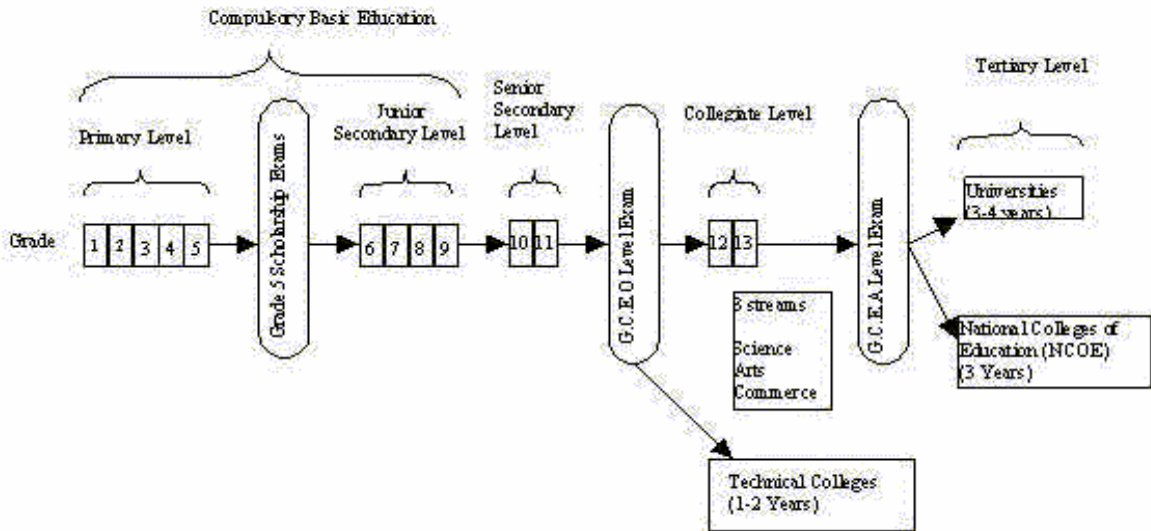 Compulsory Basic Education
Tertiary Level
Senior
Secondary
Level
Junior
Secondary Level
Collegiate Level
Primary Level
Grade 5 Scholrship Exams
G.C.E.O Level Exam
G.C.E.A Level Exam
Universities
(3-4 years)
Grade
1 2 3 4 5
6 7 8 9
10 11
12 13
3 streams
Science
Arts
Commerce
National Colleges of
Education (NCOE)
(3 Years)
Technical Colleges
(1-2 Years)